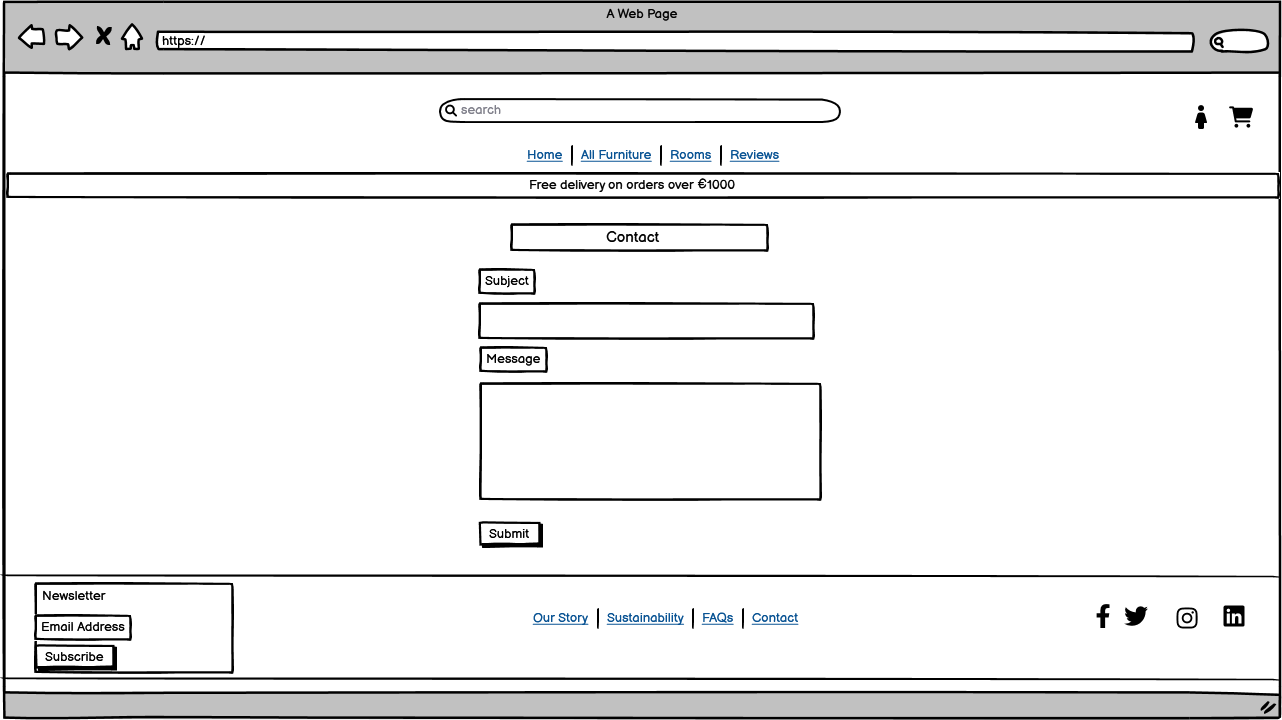 A Web Page
https://
search
Home All Furniture Rooms Reviews
Free delivery on orders over €1000
Contact
Subject
Message
Submit
Newsletter
Email Address
Subscribe
Our Story Sustainability FAQs Contact